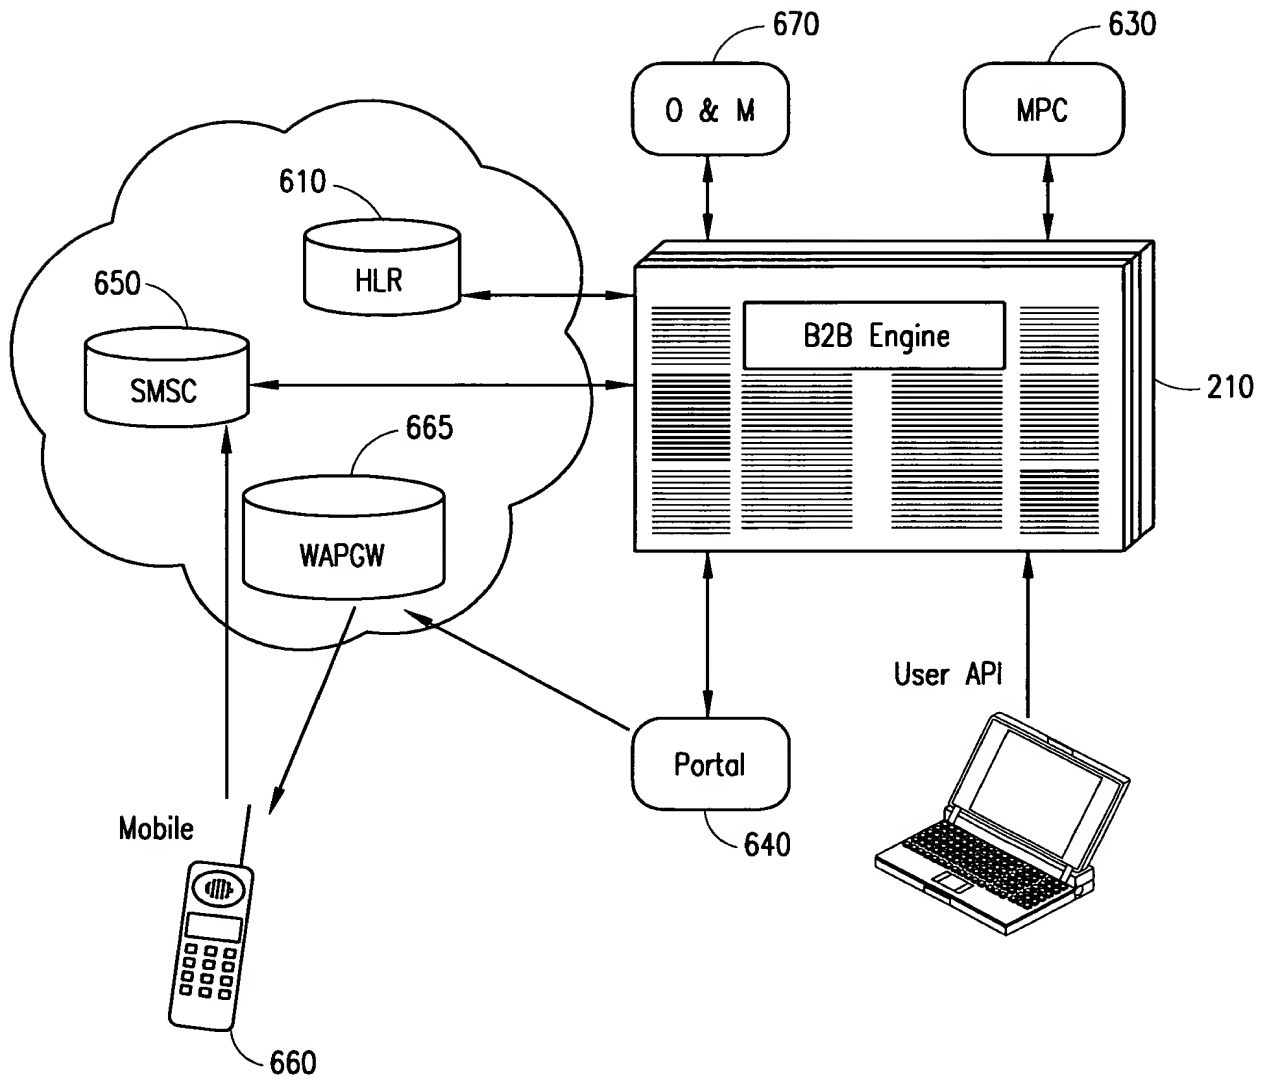 670
630
O & M
MPC
610
HLR
650
B2B Engine
SMSC
210
665
WAPGW
User API
Portal
Mobile
640
660